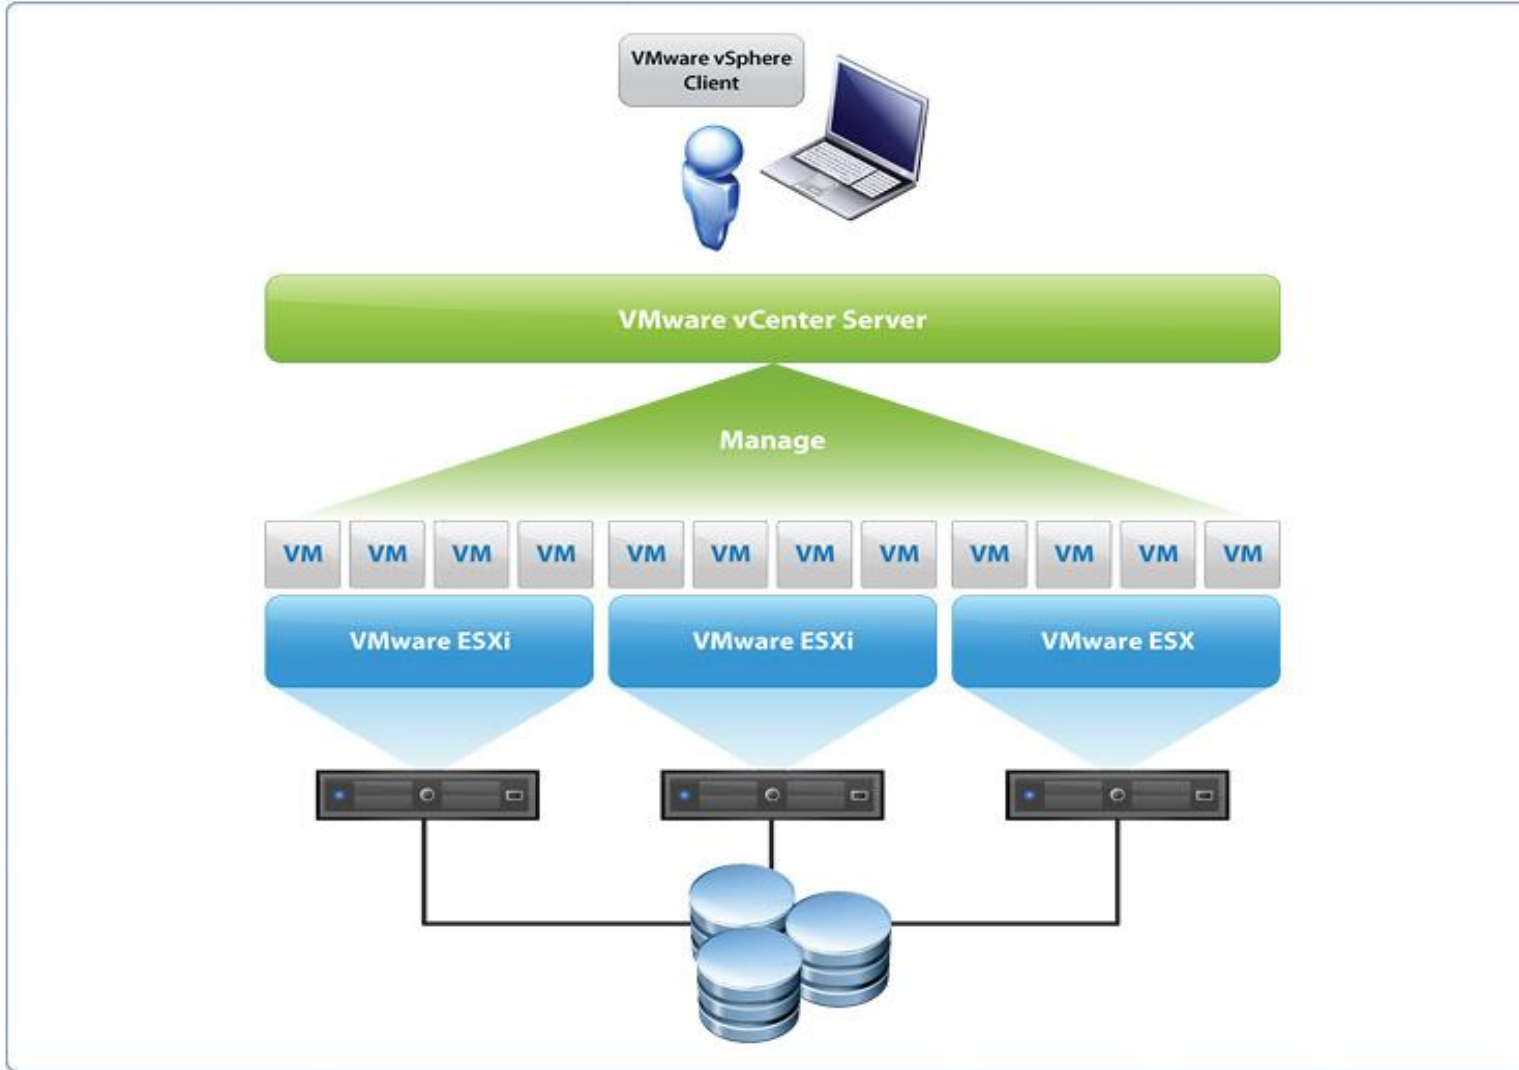 VMware vSphere
Client
VMware vCenter Server
Manage
VM VM VM VM VM VM VM VM VM VM VM VM
VMware ESXi VMware ESXi VMware ESX